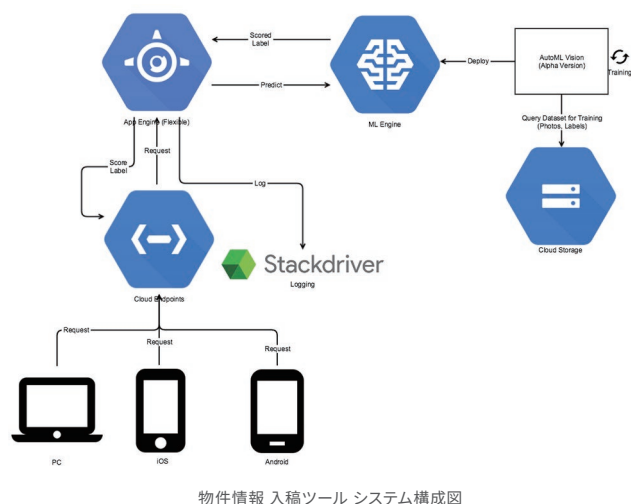 Scored
Label
Predict
App Engine (Flexible)
ML Engine
Deploy
AutoML Vision
(Alpha Version)
Training
Query Dataset for Training
(Photos, Labels)
Cloud Storage
Score
Label
Request
Log
Stackdriver
Logging
Cloud Endpoints
Request
Request
Request
PC
iOS
Android
物件情報 入稿ツール システム構成図